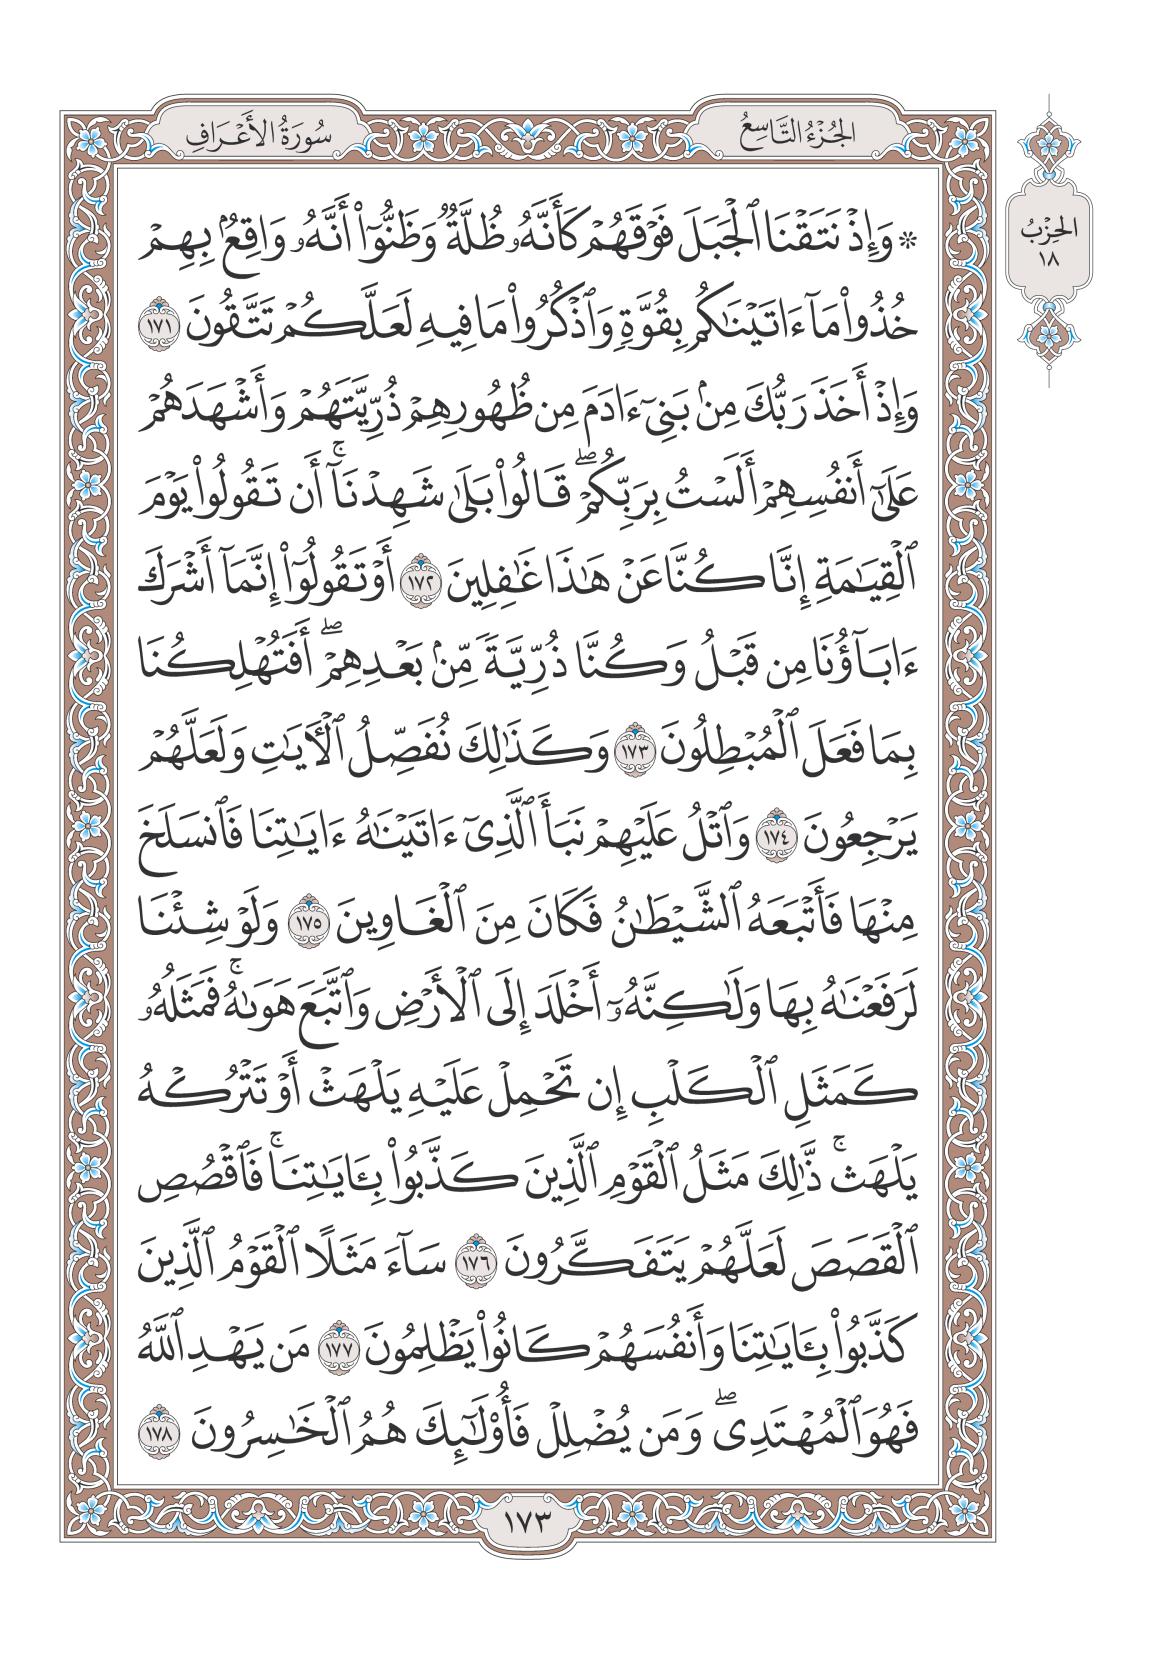 الجُزْءُ التَّاسِعُ
سُورَةُ الأَعْرَافِ
الحِزْبُ
١٨
۞ وَإِذْ نَتَقْنَا ٱلْجَبَلَ فَوْقَهُمْ كَأَنَّهُۥ ظُلَّةٌۭ وَظَنُّوٓا۟ أَنَّهُۥ وَاقِعٌۢ بِهِمْ
خُذُوا۟ مَآ ءَاتَيْنَـٰكُم بِقُوَّةٍۢ وَٱذْكُرُوا۟ مَا فِيهِ لَعَلَّكُمْ تَتَّقُونَ ١٧١
وَإِذْ أَخَذَ رَبُّكَ مِنۢ بَنِىٓ ءَادَمَ مِن ظُهُورِهِمْ ذُرِّيَّتَهُمْ وَأَشْهَدَهُمْ
عَلَىٰٓ أَنفُسِهِمْ أَلَسْتُ بِرَبِّكُمْ ۖ قَالُوا۟ بَلَىٰ شَهِدْنَآ ۚ أَن تَقُولُوا۟ يَوْمَ
ٱلْقِيَـٰمَةِ إِنَّا كُنَّا عَنْ هَـٰذَا غَـٰفِلِينَ ١٧٢ أَوْ تَقُولُوٓا۟ إِنَّمَآ أَشْرَكَ
ءَابَآؤُنَا مِن قَبْلُ وَكُنَّا ذُرِّيَّةًۭ مِّنۢ بَعْدِهِمْ ۖ أَفَتُهْلِكُنَا
بِمَا فَعَلَ ٱلْمُبْطِلُونَ ١٧٣ وَكَذَٰلِكَ نُفَصِّلُ ٱلْـَٔايَـٰتِ وَلَعَلَّهُمْ
يَرْجِعُونَ ١٧٤ وَٱتْلُ عَلَيْهِمْ نَبَأَ ٱلَّذِىٓ ءَاتَيْنَـٰهُ ءَايَـٰتِنَا فَٱنسَلَخَ
مِنْهَا فَأَتْبَعَهُ ٱلشَّيْطَـٰنُ فَكَانَ مِنَ ٱلْغَاوِينَ ١٧٥ وَلَوْ شِئْنَا
لَرَفَعْنَـٰهُ بِهَا وَلَـٰكِنَّهُۥٓ أَخْلَدَ إِلَى ٱلْأَرْضِ وَٱتَّبَعَ هَوَىٰهُ ۚ فَمَثَلُهُۥ
كَمَثَلِ ٱلْكَلْبِ إِن تَحْمِلْ عَلَيْهِ يَلْهَثْ أَوْ تَتْرُكْهُ
يَلْهَث ۚ ذَّٰلِكَ مَثَلُ ٱلْقَوْمِ ٱلَّذِينَ كَذَّبُوا۟ بِـَٔايَـٰتِنَا ۚ فَٱقْصُصِ
ٱلْقَصَصَ لَعَلَّهُمْ يَتَفَكَّرُونَ ١٧٦ سَآءَ مَثَلًا ٱلْقَوْمُ ٱلَّذِينَ
كَذَّبُوا۟ بِـَٔايَـٰتِنَا وَأَنفُسَهُمْ كَانُوا۟ يَظْلِمُونَ ١٧٧ مَن يَهْدِ ٱللَّهُ
فَهُوَ ٱلْمُهْتَدِى ۖ وَمَن يُضْلِلْ فَأُو۟لَـٰٓئِكَ هُمُ ٱلْخَـٰسِرُونَ ١٧٨
١٧٣